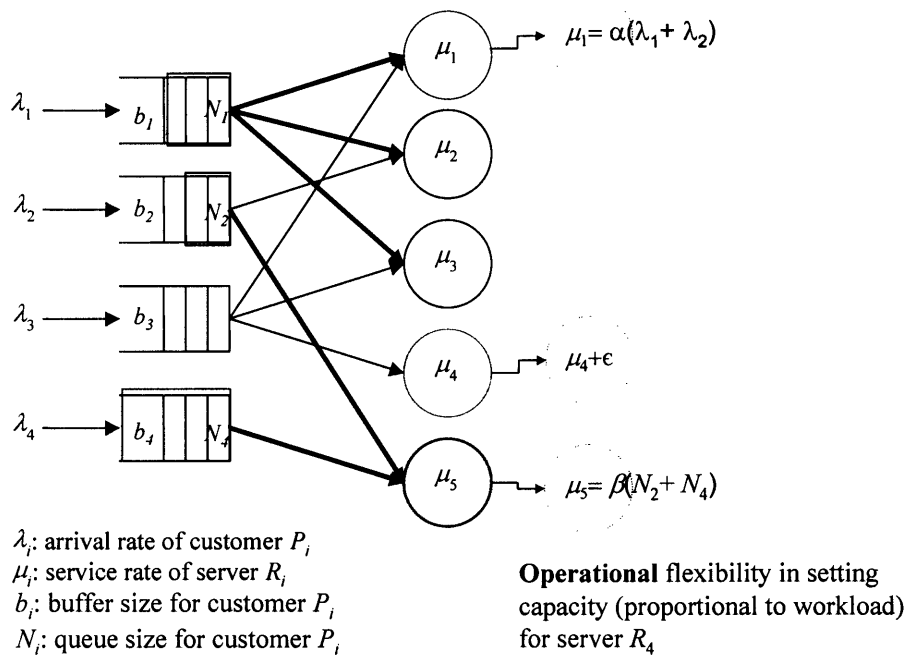 μ₁
μ₁= α(λ₁+ λ₂)
λ₁
b₁
N₁
μ₂
λ₂
b₂
N₂
μ₃
λ₃
b₃
μ₄
μ₄+ϵ
λ₄
b₄
N₄
μ₅
μ₅= β(N₂+ N₄)
λᵢ: arrival rate of customer Pᵢ
μᵢ: service rate of server Rᵢ
bᵢ: buffer size for customer Pᵢ
Nᵢ: queue size for customer Pᵢ
Operational flexibility in setting
capacity (proportional to workload)
for server R₄